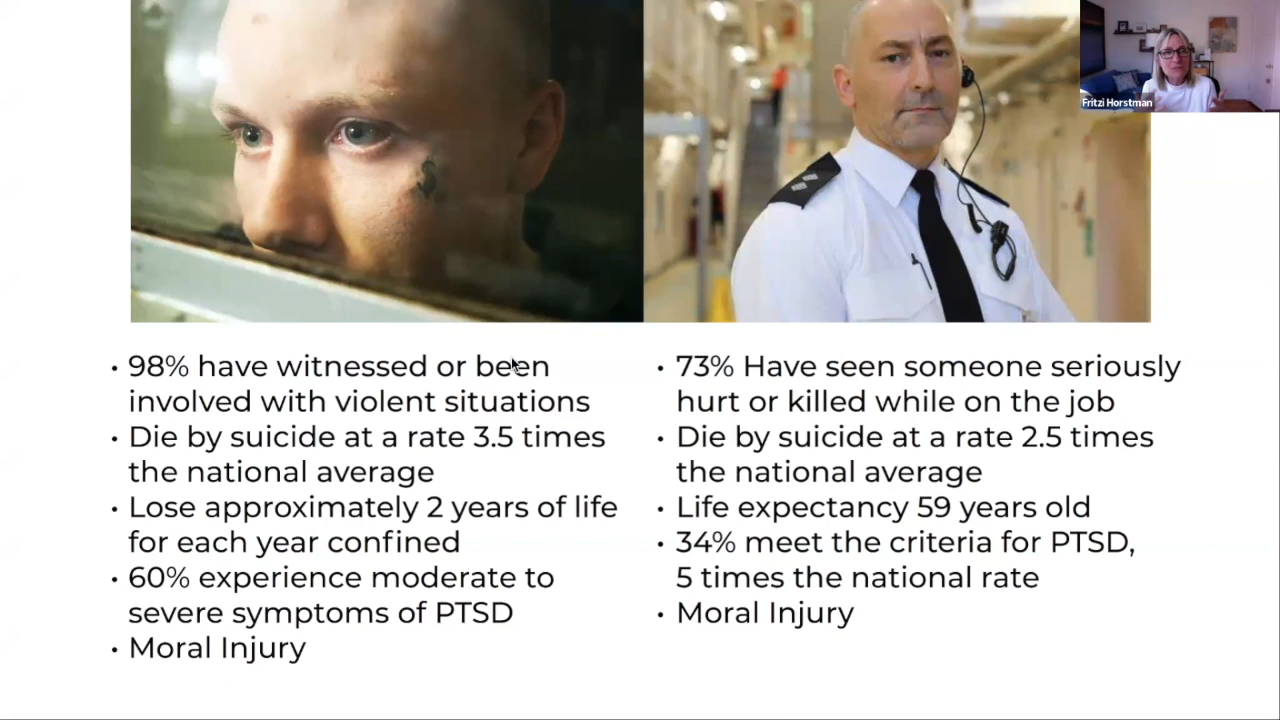 Fritzi Horstman
• 98% have witnessed or been
involved with violent situations
• Die by suicide at a rate 3.5 times
the national average
• Lose approximately 2 years of life
for each year confined
• 60% experience moderate to
severe symptoms of PTSD
• Moral Injury
• 73% Have seen someone seriously
hurt or killed while on the job
• Die by suicide at a rate 2.5 times
the national average
• Life expectancy 59 years old
• 34% meet the criteria for PTSD,
5 times the national rate
• Moral Injury